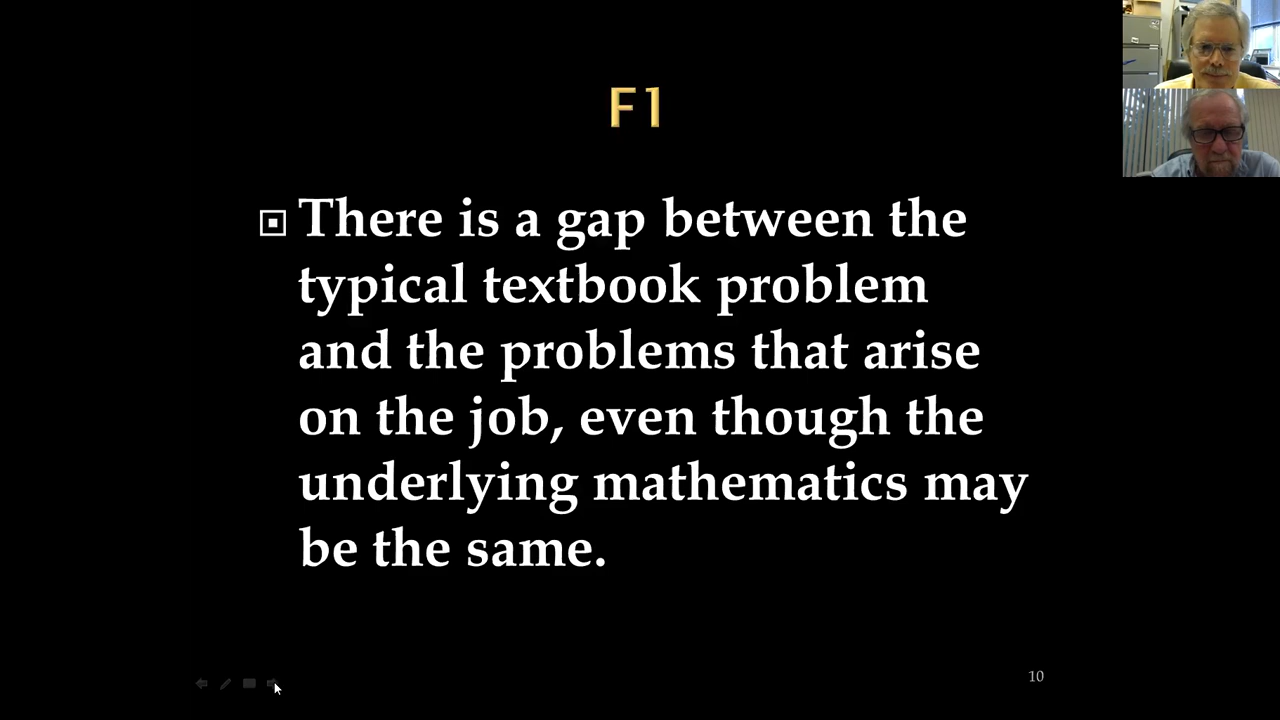 F1
There is a gap between the
typical textbook problem
and the problems that arise
on the job, even though the
underlying mathematics may
be the same.
10